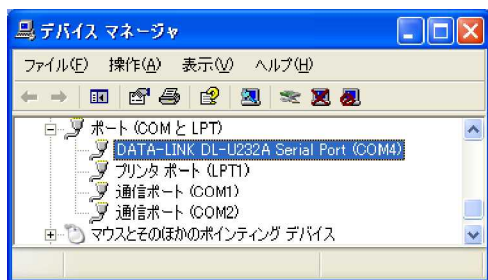 デバイス マネージャ
ファイル(F) 操作(A) 表示(V) ヘルプ(H)
ポート (COM と LPT)
DATA-LINK DL-U232A Serial Port (COM4)
プリンタ ポート (LPT1)
通信ポート (COM1)
通信ポート (COM2)
マウスとそのほかのポインティング デバイス